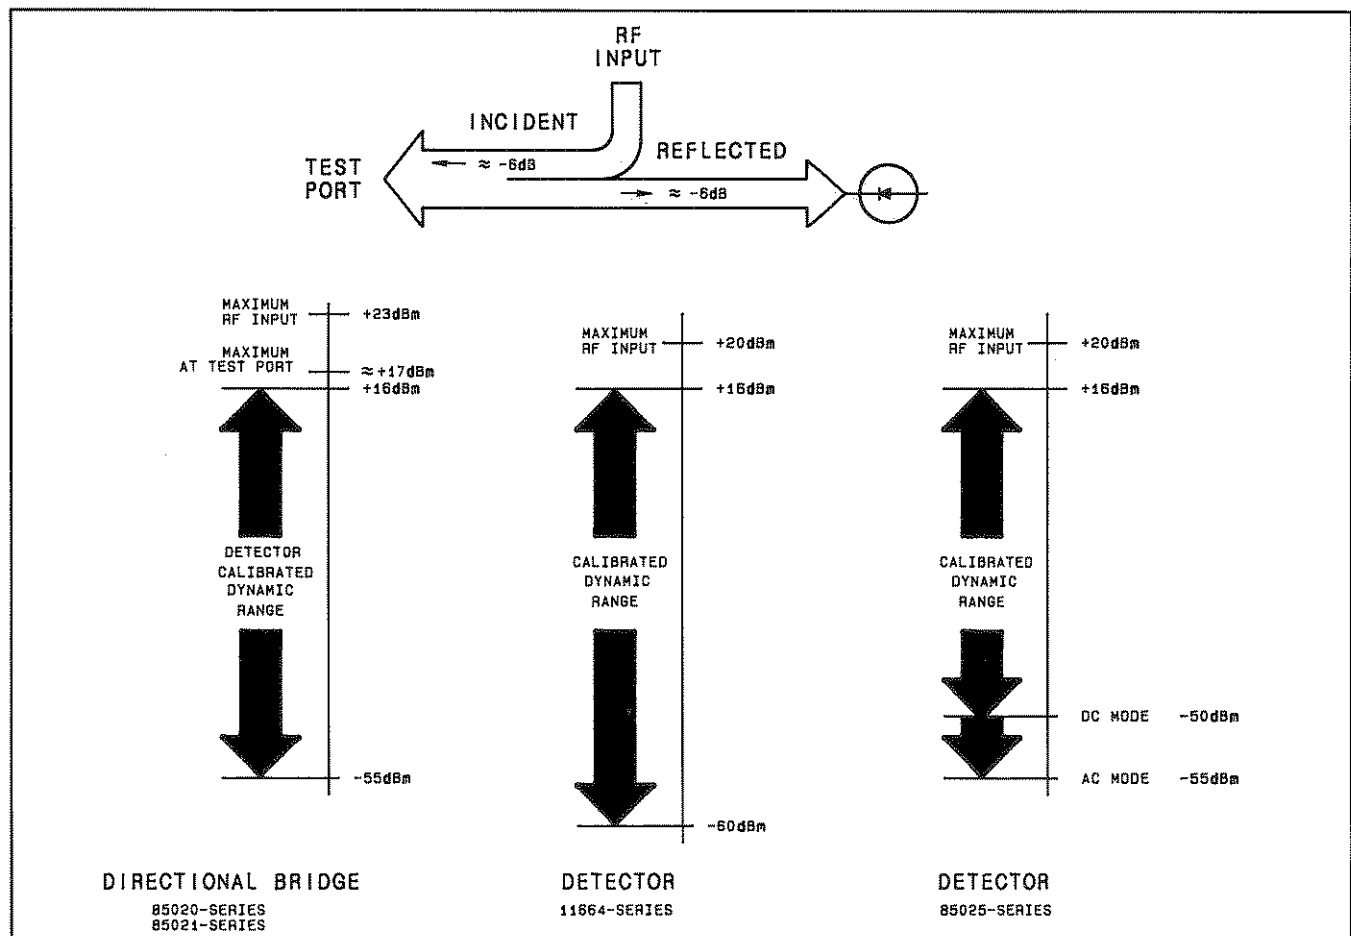 RF
INPUT
INCIDENT
REFLECTED
TEST
PORT
≈ -6dB
≈ -6dB
MAXIMUM
RF INPUT
+23dBm
MAXIMUM
AT TEST PORT
≈ +17dBm
+16dBm
DETECTOR
CALIBRATED
DYNAMIC
RANGE
-55dBm
DIRECTIONAL BRIDGE
85020-SERIES
85021-SERIES
MAXIMUM
RF INPUT
+20dBm
+16dBm
CALIBRATED
DYNAMIC
RANGE
-60dBm
DETECTOR
11664-SERIES
MAXIMUM
RF INPUT
+20dBm
+16dBm
CALIBRATED
DYNAMIC
RANGE
DC MODE -50dBm
AC MODE -55dBm
DETECTOR
85025-SERIES